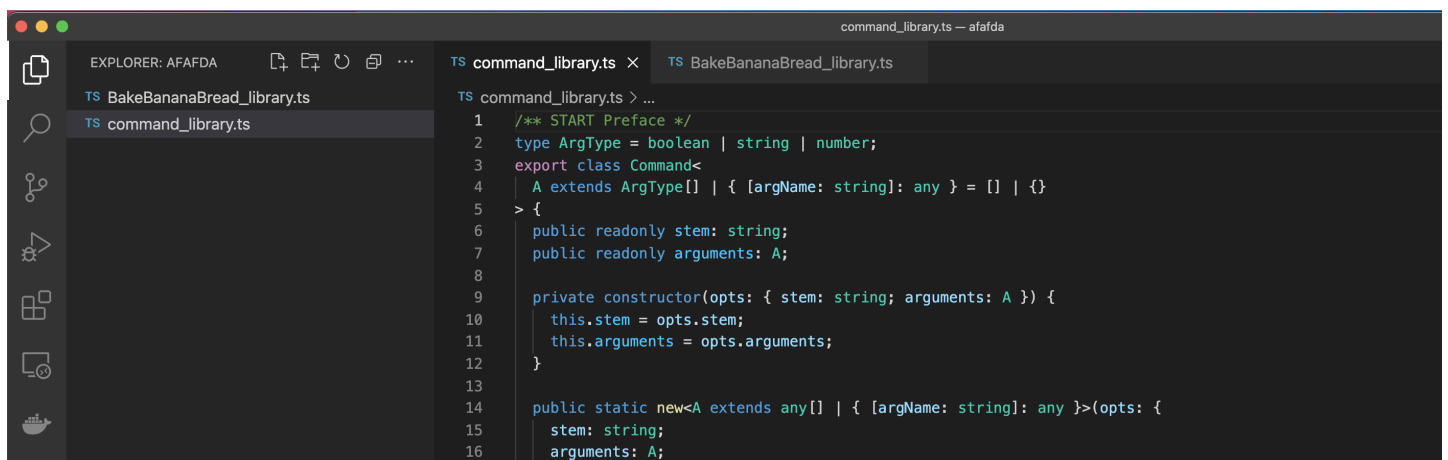 command_library.ts — afafda
EXPLORER: AFAFDA
TS BakeBananaBread_library.ts
TS command_library.ts
TS command_library.ts ×
TS BakeBananaBread_library.ts
TS command_library.ts > ...
1 /** START Preface */
2 type ArgType = boolean | string | number;
3 export class Command<
4 A extends ArgType[] | { [argName: string]: any } = [] | {}
5 > {
6 public readonly stem: string;
7 public readonly arguments: A;
8
9 private constructor(opts: { stem: string; arguments: A }) {
10 this.stem = opts.stem;
11 this.arguments = opts.arguments;
12 }
13
14 public static new<A extends any[] | { [argName: string]: any }>(opts: {
15 stem: string;
16 arguments: A;